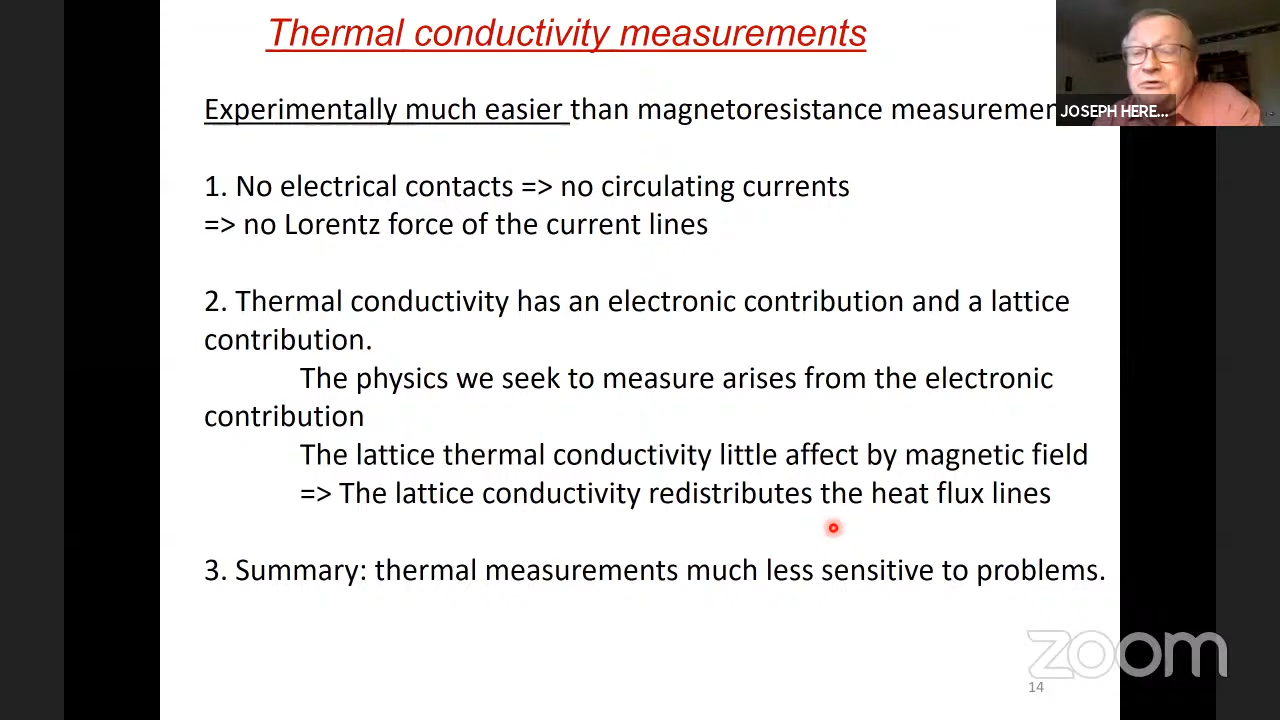 Thermal conductivity measurements
Experimentally much easier than magnetoresistance measuremen
JOSEPH HERE...
1. No electrical contacts => no circulating currents
=> no Lorentz force of the current lines
2. Thermal conductivity has an electronic contribution and a lattice
contribution.
The physics we seek to measure arises from the electronic
contribution
The lattice thermal conductivity little affect by magnetic field
=> The lattice conductivity redistributes the heat flux lines
3. Summary: thermal measurements much less sensitive to problems.
zoom
14